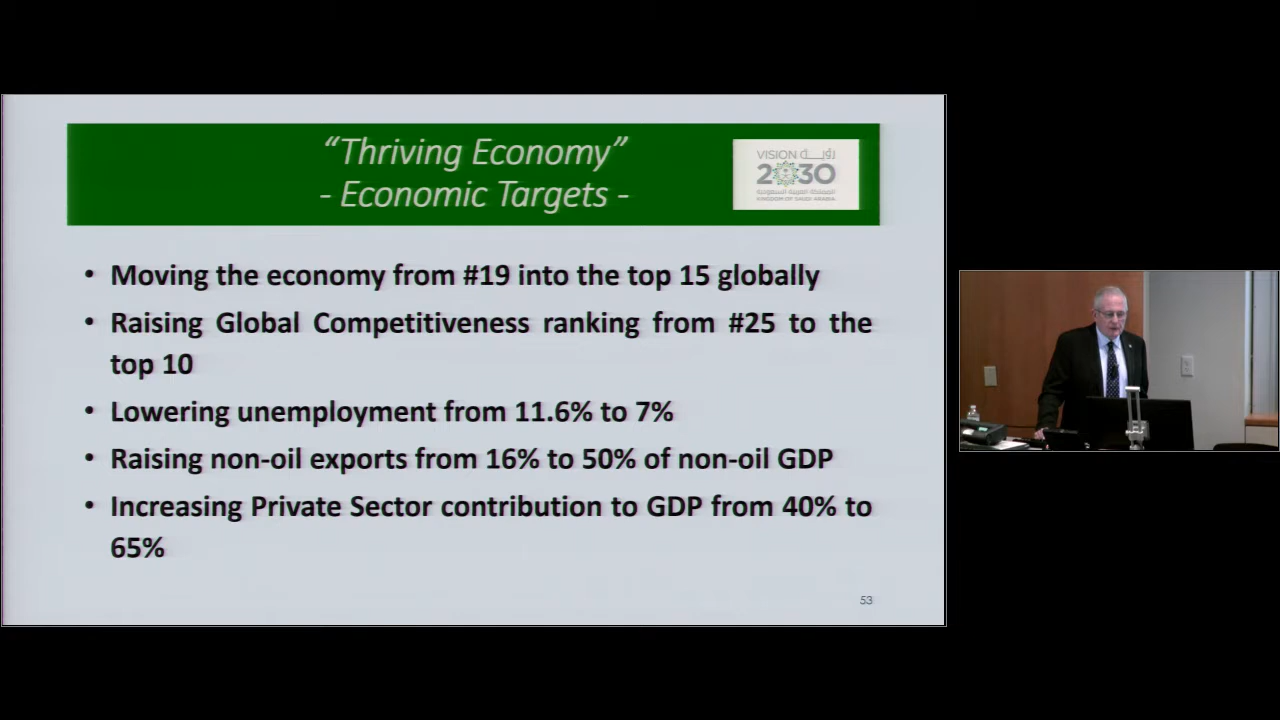 “Thriving Economy”
- Economic Targets -
VISION رؤيـــة
2030
المملكة العربية السعودية
KINGDOM OF SAUDI ARABIA
• Moving the economy from #19 into the top 15 globally
• Raising Global Competitiveness ranking from #25 to the
top 10
• Lowering unemployment from 11.6% to 7%
• Raising non-oil exports from 16% to 50% of non-oil GDP
• Increasing Private Sector contribution to GDP from 40% to
65%
53